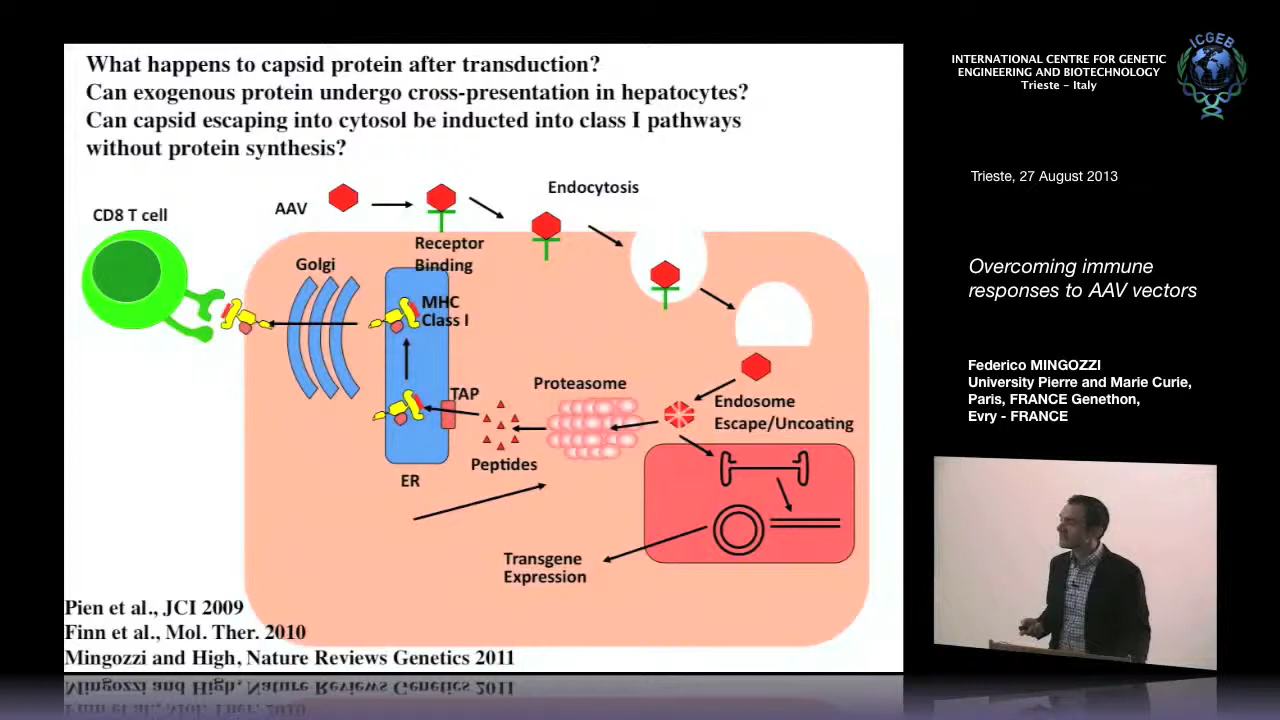 What happens to capsid protein after transduction?
Can exogenous protein undergo cross-presentation in hepatocytes?
Can capsid escaping into cytosol be inducted into class I pathways
without protein synthesis?
CD8 T cell
AAV
Endocytosis
Receptor
Binding
Golgi
MHC
Class I
TAP
Proteasome
Endosome
Escape/Uncoating
Peptides
ER
Transgene
Expression
Pien et al., JCI 2009
Finn et al., Mol. Ther. 2010
Mingozzi and High, Nature Reviews Genetics 2011
INTERNATIONAL CENTRE FOR GENETIC
ENGINEERING AND BIOTECHNOLOGY
Trieste - Italy
ICGEB
Trieste, 27 August 2013
Overcoming immune
responses to AAV vectors
Federico MINGOZZI
University Pierre and Marie Curie,
Paris, FRANCE Genethon,
Evry - FRANCE